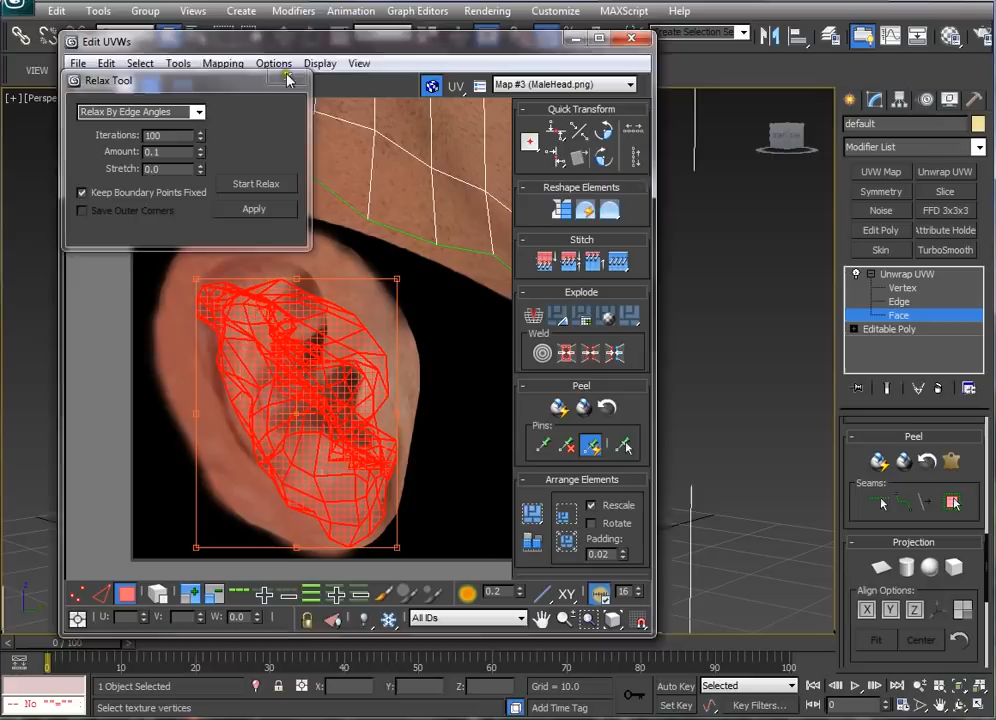 Edit Tools Group Views Create Modifiers Animation Graph Editors Rendering Customize MAXScript Help
Edit UVWs
File Edit Select Tools Mapping Options Display View
VIEW
Relax Tool
UV Map #3 (MaleHead.png)
[+] [Persp
Relax By Edge Angles
Iterations: 100
Amount: 0.1
Stretch: 0.0
Keep Boundary Points Fixed
Start Relax
Save Outer Corners
Apply
Quick Transform
Reshape Elements
Stitch
Explode
Weld
Peel
Pins:
Arrange Elements
Rescale
Rotate
Padding:
0.02
default
Modifier List
UVW Map Unwrap UVW
Symmetry Slice
Noise FFD 3x3x3
Edit Poly Attribute Holde
Skin TurboSmooth
Unwrap UVW
Vertex
Edge
Face
Editable Poly
Peel
Seams:
Projection
Align Options:
X Y Z
Fit Center
0.2 XY 16
U: V: W: 0.0 All IDs
0 / 100
0 10 20 30 40 50 60 70 80 90 100
1 Object Selected X: Y: Z: Grid = 10.0 Auto Key Selected
-- No ""="" Select texture vertices Add Time Tag Set Key Key Filters... 0